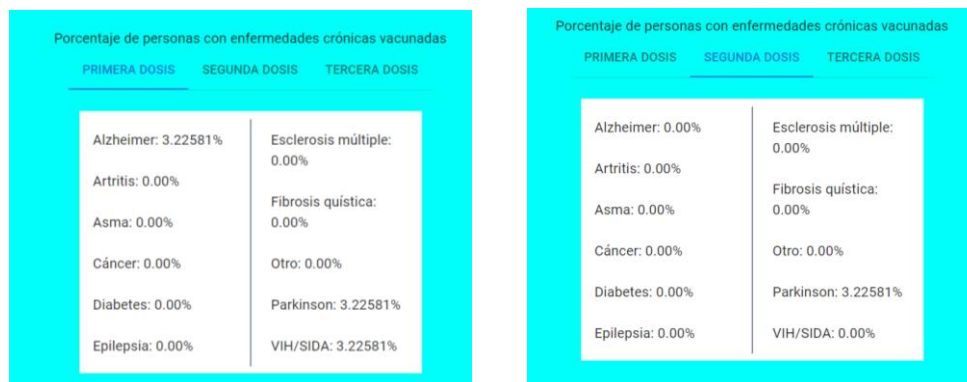 Porcentaje de personas con enfermedades crónicas vacunadas
PRIMERA DOSIS SEGUNDA DOSIS TERCERA DOSIS
Alzheimer: 3.22581%
Artritis: 0.00%
Asma: 0.00%
Cáncer: 0.00%
Diabetes: 0.00%
Epilepsia: 0.00%
Esclerosis múltiple:
0.00%
Fibrosis quística:
0.00%
Otro: 0.00%
Parkinson: 3.22581%
VIH/SIDA: 3.22581%
Porcentaje de personas con enfermedades crónicas vacunadas
PRIMERA DOSIS SEGUNDA DOSIS TERCERA DOSIS
Alzheimer: 0.00%
Artritis: 0.00%
Asma: 0.00%
Cáncer: 0.00%
Diabetes: 0.00%
Epilepsia: 0.00%
Esclerosis múltiple:
0.00%
Fibrosis quística:
0.00%
Otro: 0.00%
Parkinson: 3.22581%
VIH/SIDA: 0.00%